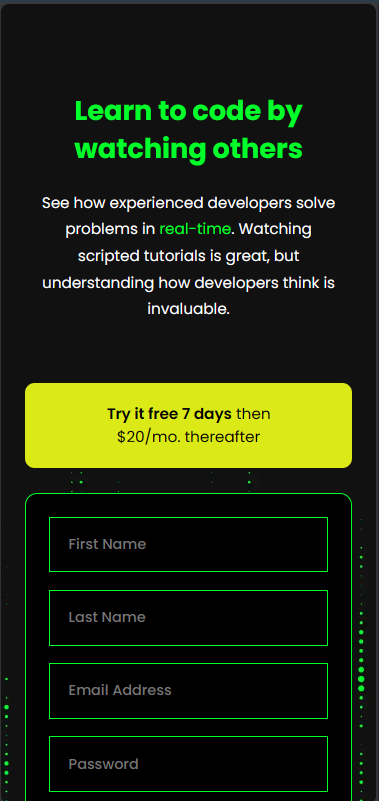 Learn to code by
watching others
See how experienced developers solve
problems in real-time. Watching
scripted tutorials is great, but
understanding how developers think is
invaluable.
Try it free 7 days then
$20/mo. thereafter
First Name
Last Name
Email Address
Password